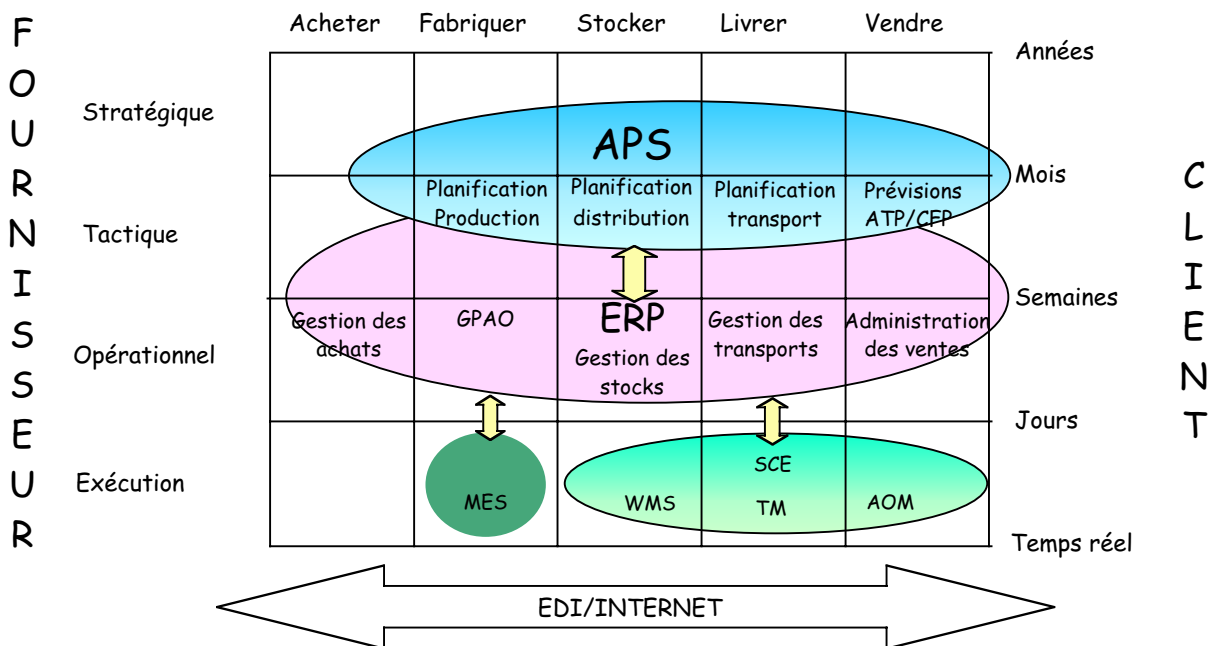 Acheter Fabriquer Stocker Livrer Vendre
FOURNISSEUR
Années
Stratégique
APS
Mois
CLIENT
Planification Production
Planification distribution
Planification transport
Prévisions ATP/CFP
Tactique
Semaines
Gestion des achats
GPAO
ERP
Gestion des stocks
Gestion des transports
Administration des ventes
Opérationnel
Jours
Exécution
MES
SCE
WMS
TM
AOM
Temps réel
EDI/INTERNET